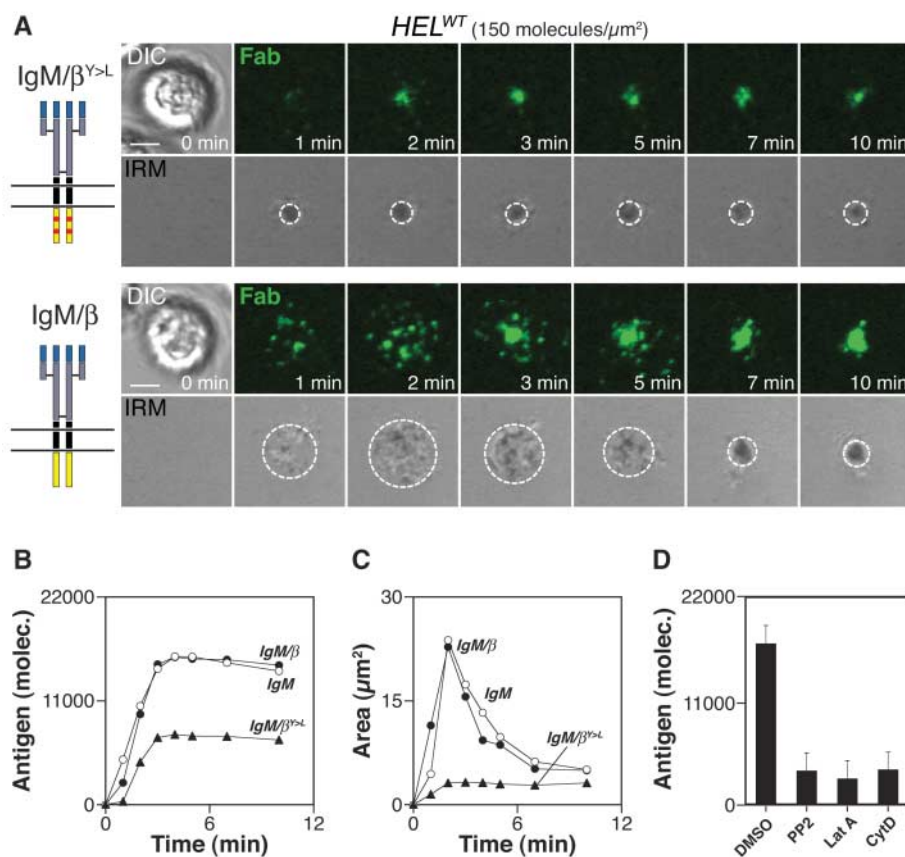 A
HEL^WT (150 molecules/µm²)
IgM/β^Y>L
DIC
0 min
Fab
1 min
2 min
3 min
5 min
7 min
10 min
IRM
IgM/β
DIC
0 min
Fab
1 min
2 min
3 min
5 min
7 min
10 min
IRM
B
Antigen (molec.)
22000
11000
0
IgM/β
IgM
IgM/β^Y>L
0 6 12
Time (min)
C
Area (µm²)
30
15
0
IgM/β
IgM
IgM/β^Y>L
0 6 12
Time (min)
D
Antigen (molec.)
22000
11000
0
DMSO
PP2
Lat A
CytD